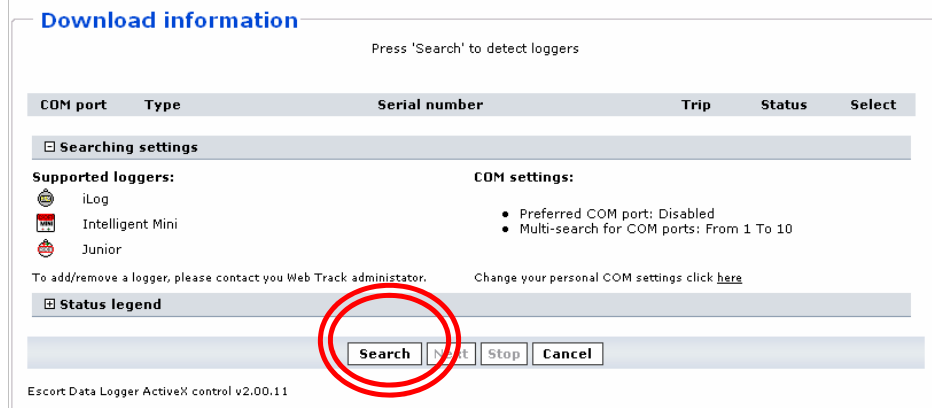 Download information
Press 'Search' to detect loggers
COM port Type Serial number Trip Status Select
Searching settings
Supported loggers: COM settings:
iLog
Intelligent Mini
Junior
• Preferred COM port: Disabled
• Multi-search for COM ports: From 1 To 10
To add/remove a logger, please contact you Web Track administator. Change your personal COM settings click here
Status legend
Search Next Stop Cancel
Escort Data Logger ActiveX control v2.00.11